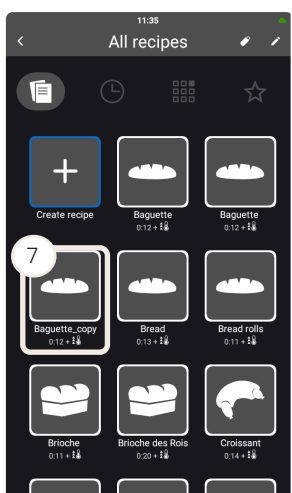 11:35
All recipes
Create recipe
Baguette
0:12 +
Baguette
0:12 +
7
Baguette_copy
0:12 +
Bread
0:13 +
Bread rolls
0:11 +
Brioche
0:11 +
Brioche des Rois
0:20 +
Croissant
0:14 +